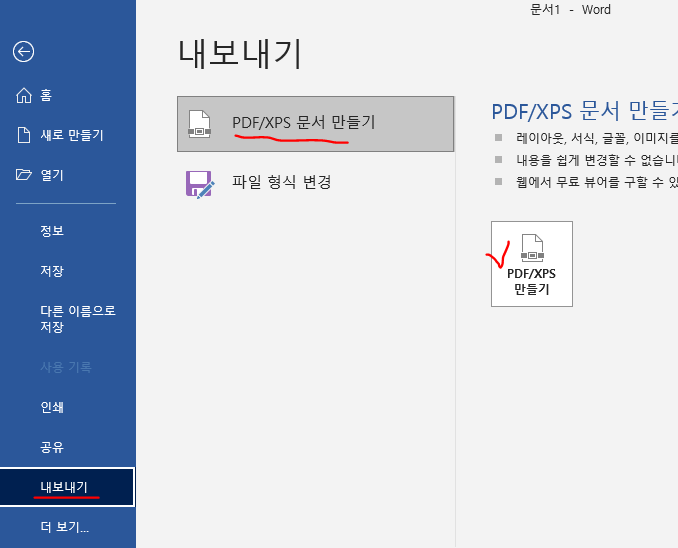 문서1 - Word
내보내기
홈
새로 만들기
열기
정보
저장
다른 이름으로
저장
사용 기록
인쇄
공유
내보내기
더 보기...
PDF/XPS 문서 만들기
파일 형식 변경
PDF/XPS 문서 만들기
레이아웃, 서식, 글꼴, 이미지를
내용을 쉽게 변경할 수 없습니
웹에서 무료 뷰어를 구할 수
PDF/XPS
만들기